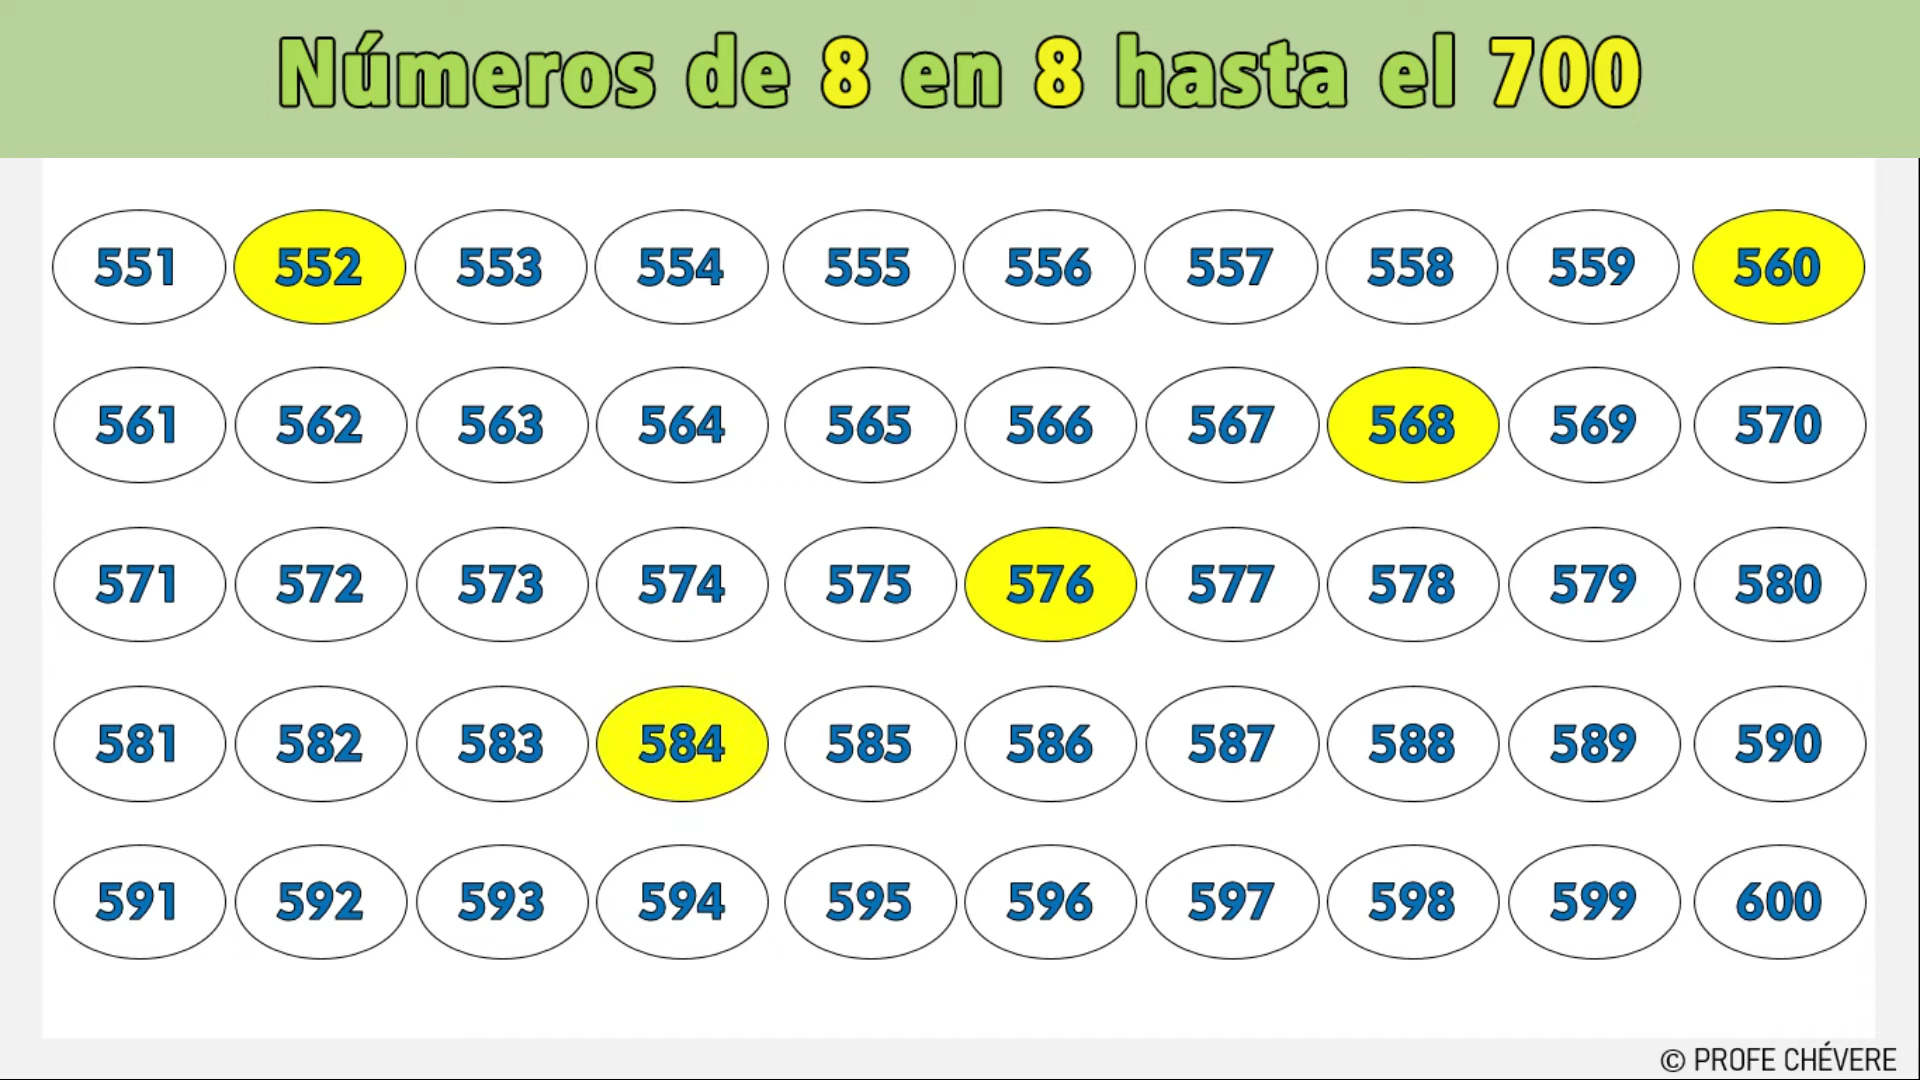 Números de 8 en 8 hasta el 700
551 552 553 554 555 556 557 558 559 560
561 562 563 564 565 566 567 568 569 570
571 572 573 574 575 576 577 578 579 580
581 582 583 584 585 586 587 588 589 590
591 592 593 594 595 596 597 598 599 600
© PROFE CHÉVERE